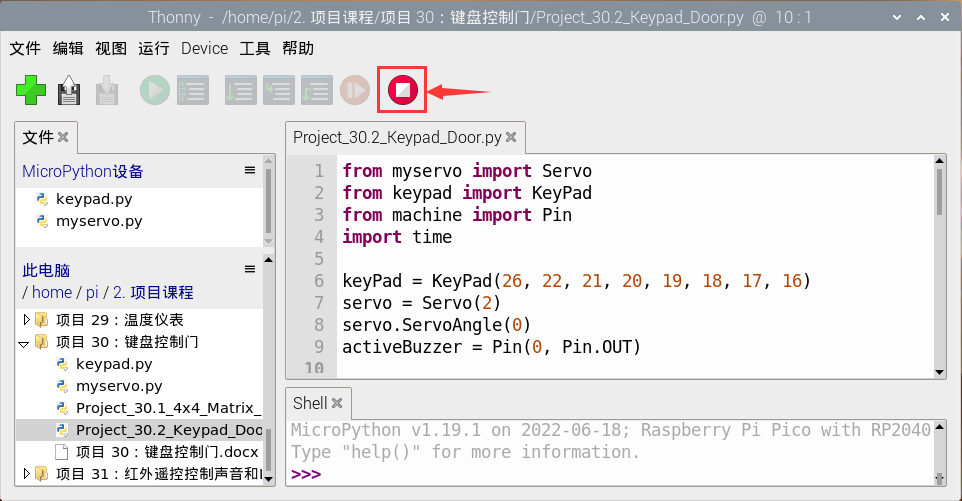 Thonny - /home/pi/2. 项目课程/项目 30：键盘控制门/Project_30.2_Keypad_Door.py @ 10 : 1
文件 编辑 视图 运行 Device 工具 帮助
文件
MicroPython设备
keypad.py
myservo.py
此电脑
/ home / pi / 2. 项目课程
项目 29：温度仪表
项目 30：键盘控制门
keypad.py
myservo.py
Project_30.1_4x4_Matrix_
Project_30.2_Keypad_Doo
项目 30：键盘控制门.docx
项目 31：红外遥控控制声音和
Project_30.2_Keypad_Door.py
1 from myservo import Servo
2 from keypad import KeyPad
3 from machine import Pin
4 import time
5
6 keyPad = KeyPad(26, 22, 21, 20, 19, 18, 17, 16)
7 servo = Servo(2)
8 servo.ServoAngle(0)
9 activeBuzzer = Pin(0, Pin.OUT)
10
Shell
MicroPython v1.19.1 on 2022-06-18; Raspberry Pi Pico with RP2040
Type "help()" for more information.
>>>